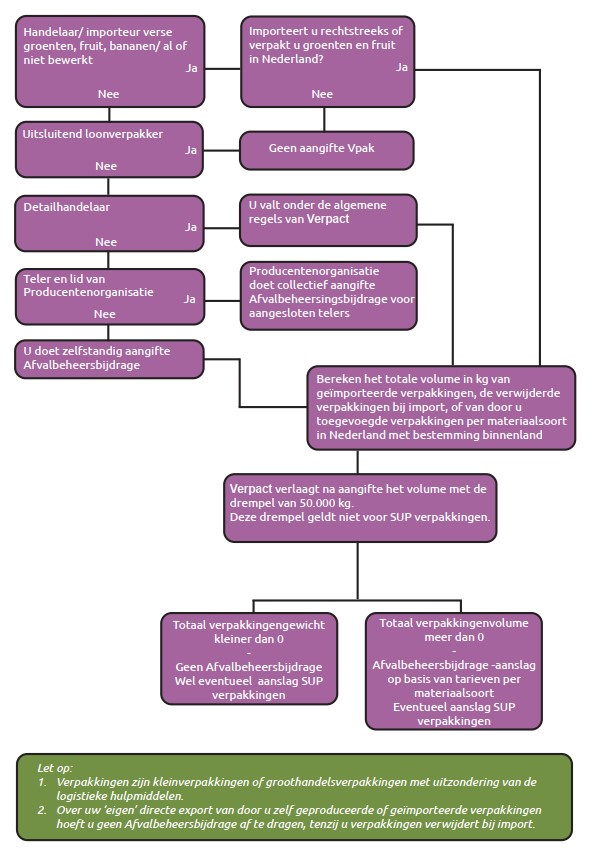 Handelaar/ importeur verse
groenten, fruit, bananen/ al of
niet bewerkt
Ja
Nee
Importeert u rechtstreeks of
verpakt u groenten en fruit
in Nederland?
Ja
Nee
Uitsluitend loonverpakker
Ja
Nee
Geen aangifte Vpak
Detailhandelaar
Ja
Nee
U valt onder de algemene
regels van Verpact
Teler en lid van
Producentenorganisatie
Ja
Nee
Producentenorganisatie
doet collectief aangifte
Afvalbeheersingsbijdrage voor
aangesloten telers
U doet zelfstandig aangifte
Afvalbeheersbijdrage
Bereken het totale volume in kg van
geïmporteerde verpakkingen, de verwijderde
verpakkingen bij import, of van door u
toegevoegde verpakkingen per materiaalsoort
in Nederland met bestemming binnenland
Verpact verlaagt na aangifte het volume met de
drempel van 50.000 kg.
Deze drempel geldt niet voor SUP verpakkingen.
Totaal verpakkingengewicht
kleiner dan 0
-
Geen Afvalbeheersbijdrage
Wel eventueel aanslag SUP
verpakkingen
Totaal verpakkingenvolume
meer dan 0
-
Afvalbeheersbijdrage -aanslag
op basis van tarieven per
materiaalsoort
Eventueel aanslag SUP
verpakkingen
Let op:
1. Verpakkingen zijn kleinverpakkingen of groothandelsverpakkingen met uitzondering van de
logistieke hulpmiddelen.
2. Over uw ‘eigen’ directe export van door u zelf geproduceerde of geïmporteerde verpakkingen
hoeft u geen Afvalbeheersbijdrage af te dragen, tenzij u verpakkingen verwijdert bij import.